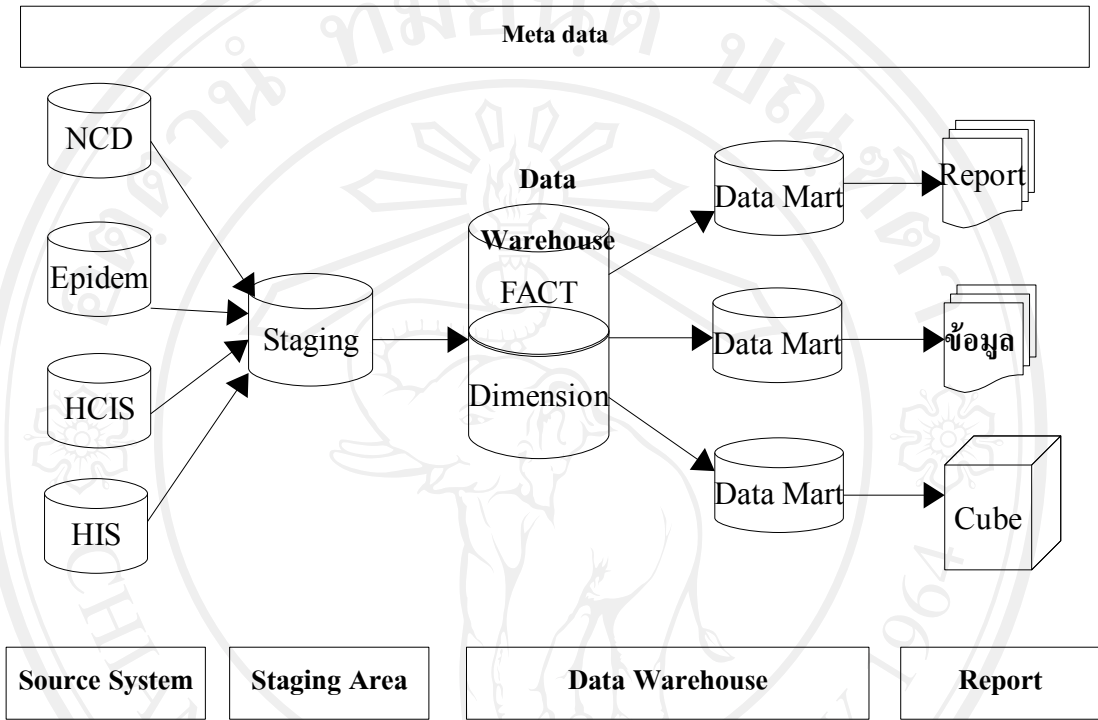 Meta data
NCD
Epidem
HCIS
HIS
Staging
Data
Warehouse
FACT
Dimension
Data Mart
Data Mart
Data Mart
Report
ข้อมูล
Cube
Source System
Staging Area
Data Warehouse
Report
1964